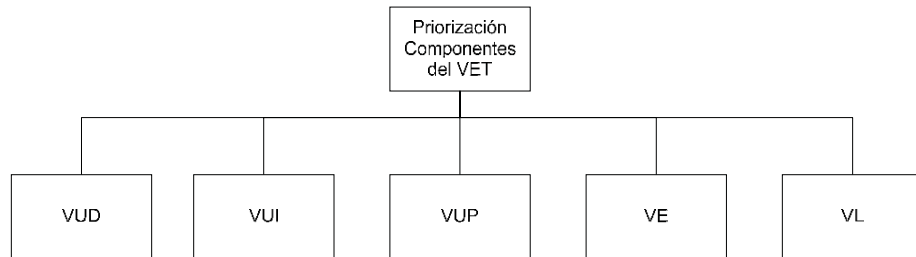 Priorización
Componentes
del VET
VUD
VUI
VUP
VE
VL